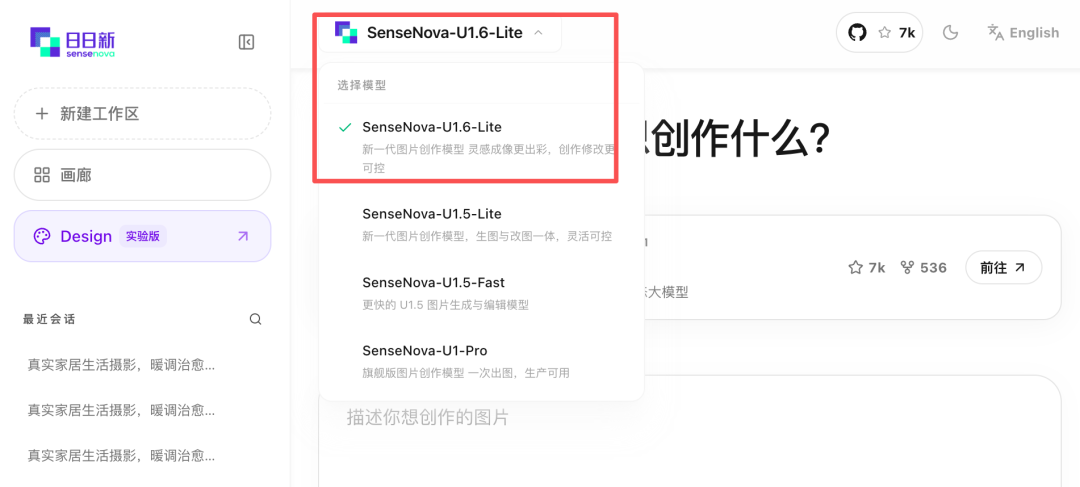 日日新
sensenova
新建工作区
画廊
Design 实验版
最近会话
真实家居生活摄影，暖调治愈...
真实家居生活摄影，暖调治愈...
真实家居生活摄影，暖调治愈...
SenseNova-U1.6-Lite
7k
English
选择模型
SenseNova-U1.6-Lite
新一代图片创作模型 灵感成像更出彩，创作修改更
可控
SenseNova-U1.5-Lite
新一代图片创作模型，生图与改图一体，灵活可控
SenseNova-U1.5-Fast
更快的 U1.5 图片生成与编辑模型
SenseNova-U1-Pro
旗舰版图片创作模型 一次出图，生产可用
创作什么?
7k 536 前往
大模型
描述你想创作的图片